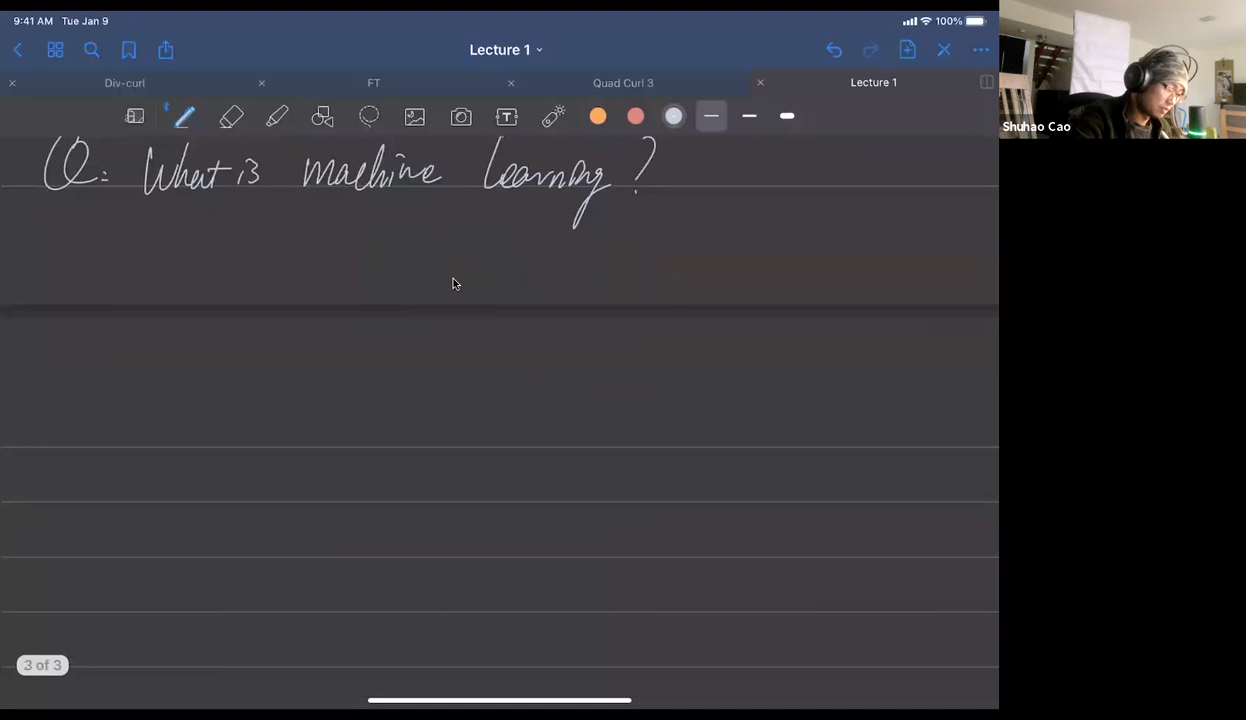 9:41 AM Tue Jan 9
100%
Lecture 1
Div-curl
FT
Quad Curl 3
Lecture 1
Shuhao Cao
Q: What is machine learning?
3 of 3